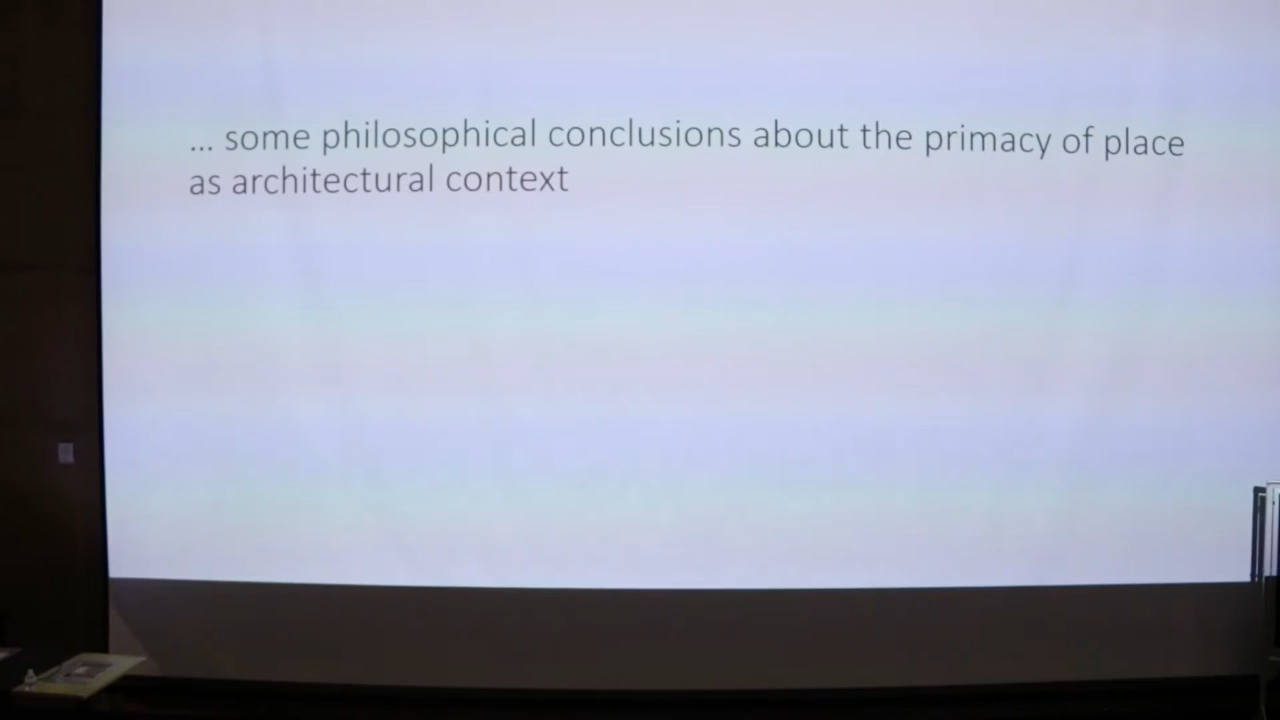 ... some philosophical conclusions about the primacy of place
as architectural context